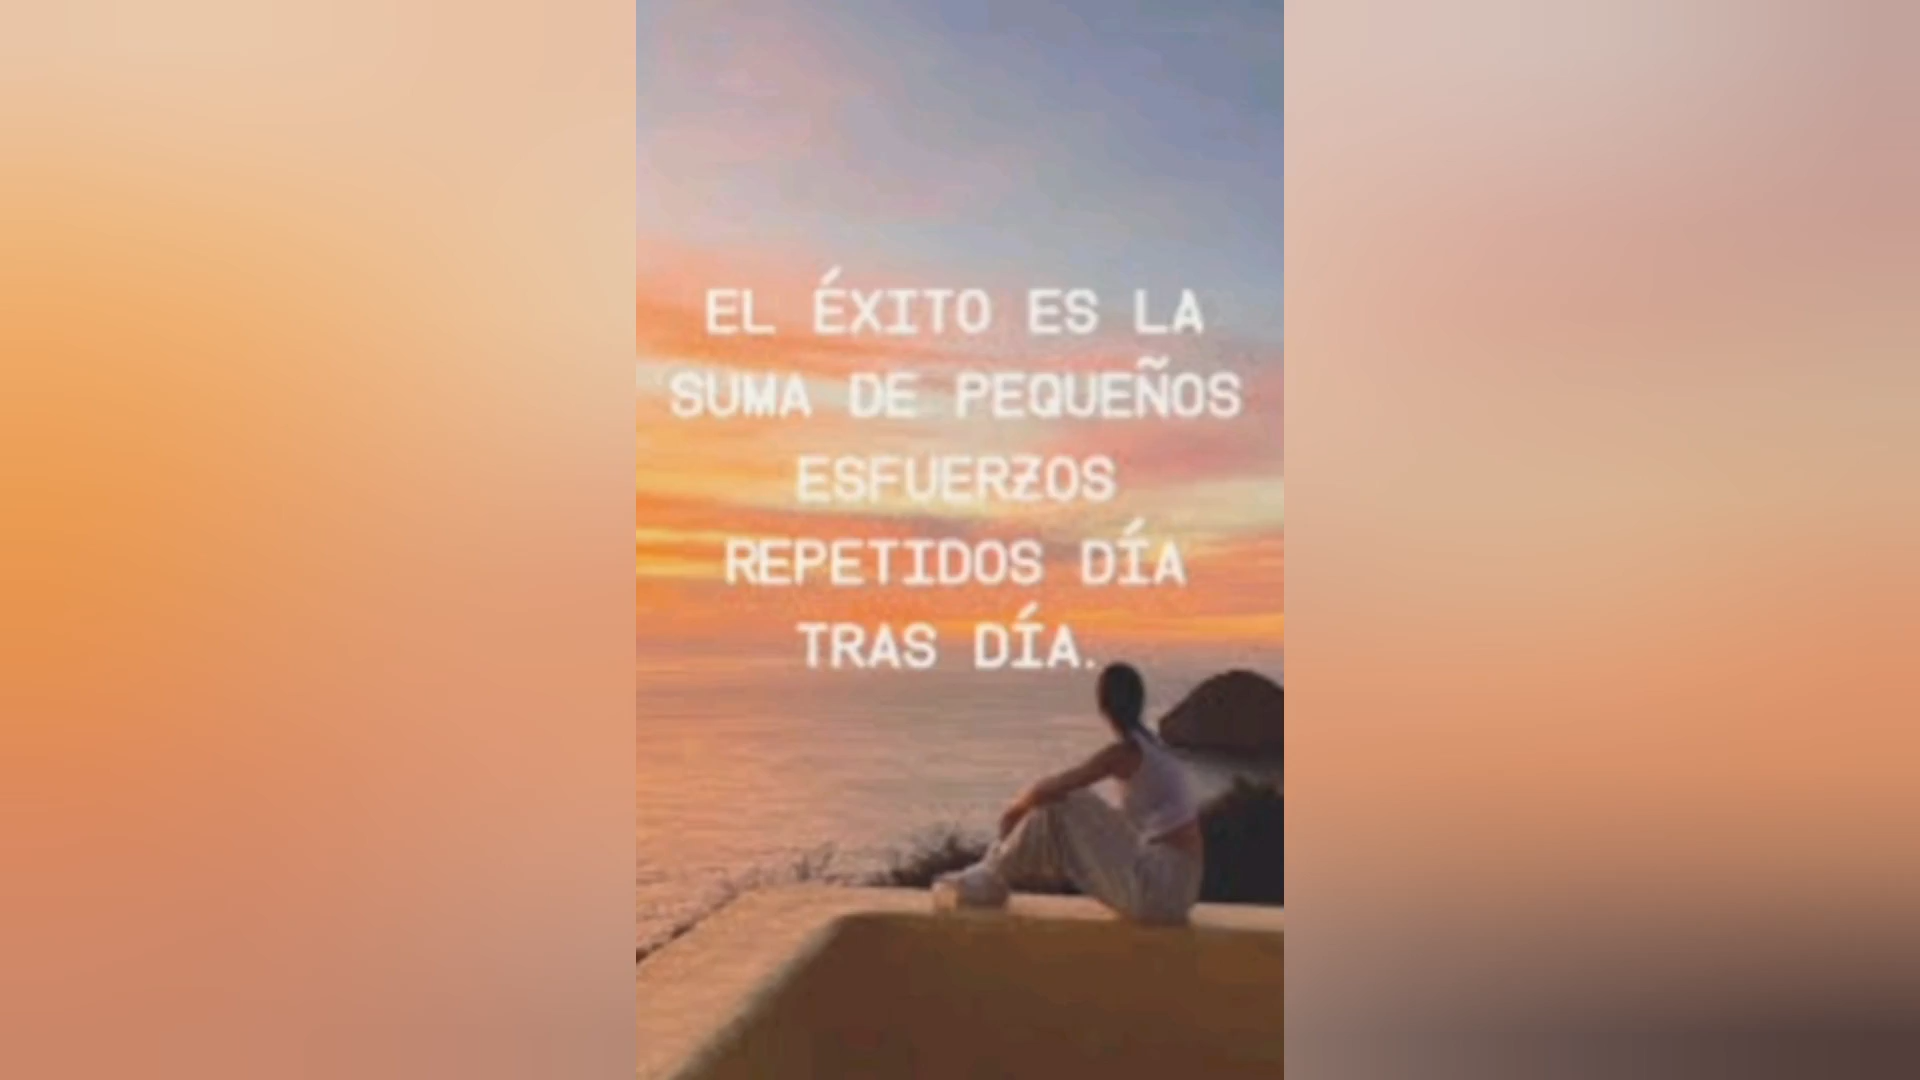 EL ÉXITO ES LA
SUMA DE PEQUEÑOS
ESFUERZOS
REPETIDOS DÍA
TRAS DÍA.